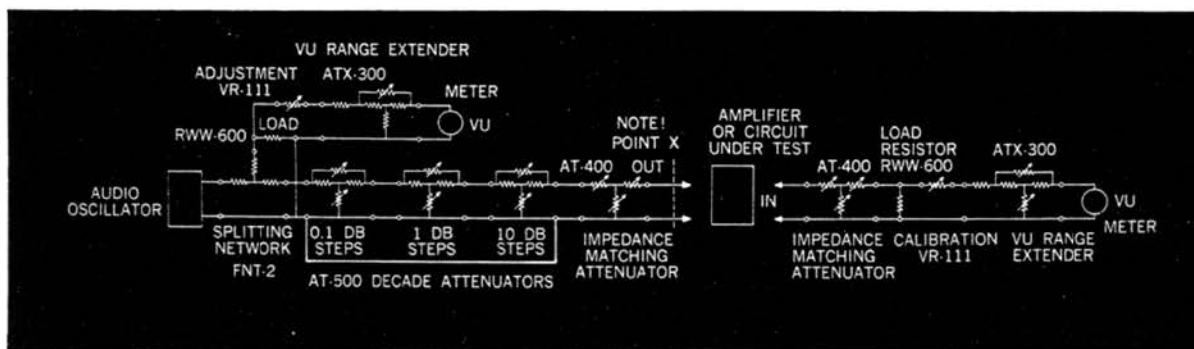 VU RANGE EXTENDER
ADJUSTMENT
VR-111
ATX-300
METER
VU
RWW-600
LOAD
AUDIO
OSCILLATOR
SPLITTING
NETWORK
FNT-2
0.1 DB
STEPS
1 DB
STEPS
10 DB
STEPS
AT-500 DECADE ATTENUATORS
AT-400
OUT
NOTE!
POINT X
IMPEDANCE
MATCHING
ATTENUATOR
AMPLIFIER
OR CIRCUIT
UNDER TEST
IN
AT-400
LOAD
RESISTOR
RWW-600
ATX-300
VU
METER
IMPEDANCE
MATCHING
ATTENUATOR
CALIBRATION
VR-111
VU RANGE
EXTENDER